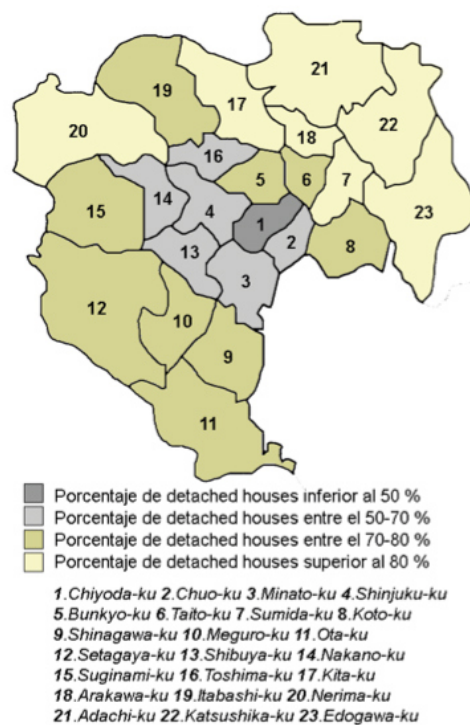 21
19
17
20
22
18
16
5
6
7
14
4
15
1
23
2
8
13
3
12
10
9
11
Porcentaje de detached houses inferior al 50 %
Porcentaje de detached houses entre el 50-70 %
Porcentaje de detached houses entre el 70-80 %
Porcentaje de detached houses superior al 80 %
1.Chiyoda-ku 2.Chuo-ku 3.Minato-ku 4.Shinjuku-ku
5.Bunkyo-ku 6.Taito-ku 7.Sumida-ku 8.Koto-ku
9.Shinagawa-ku 10.Meguro-ku 11.Ota-ku
12.Setagaya-ku 13.Shibuya-ku 14.Nakano-ku
15.Suginami-ku 16.Toshima-ku 17.Kita-ku
18.Arakawa-ku 19.Itabashi-ku 20.Nerima-ku
21.Adachi-ku 22.Katsushika-ku 23.Edogawa-ku